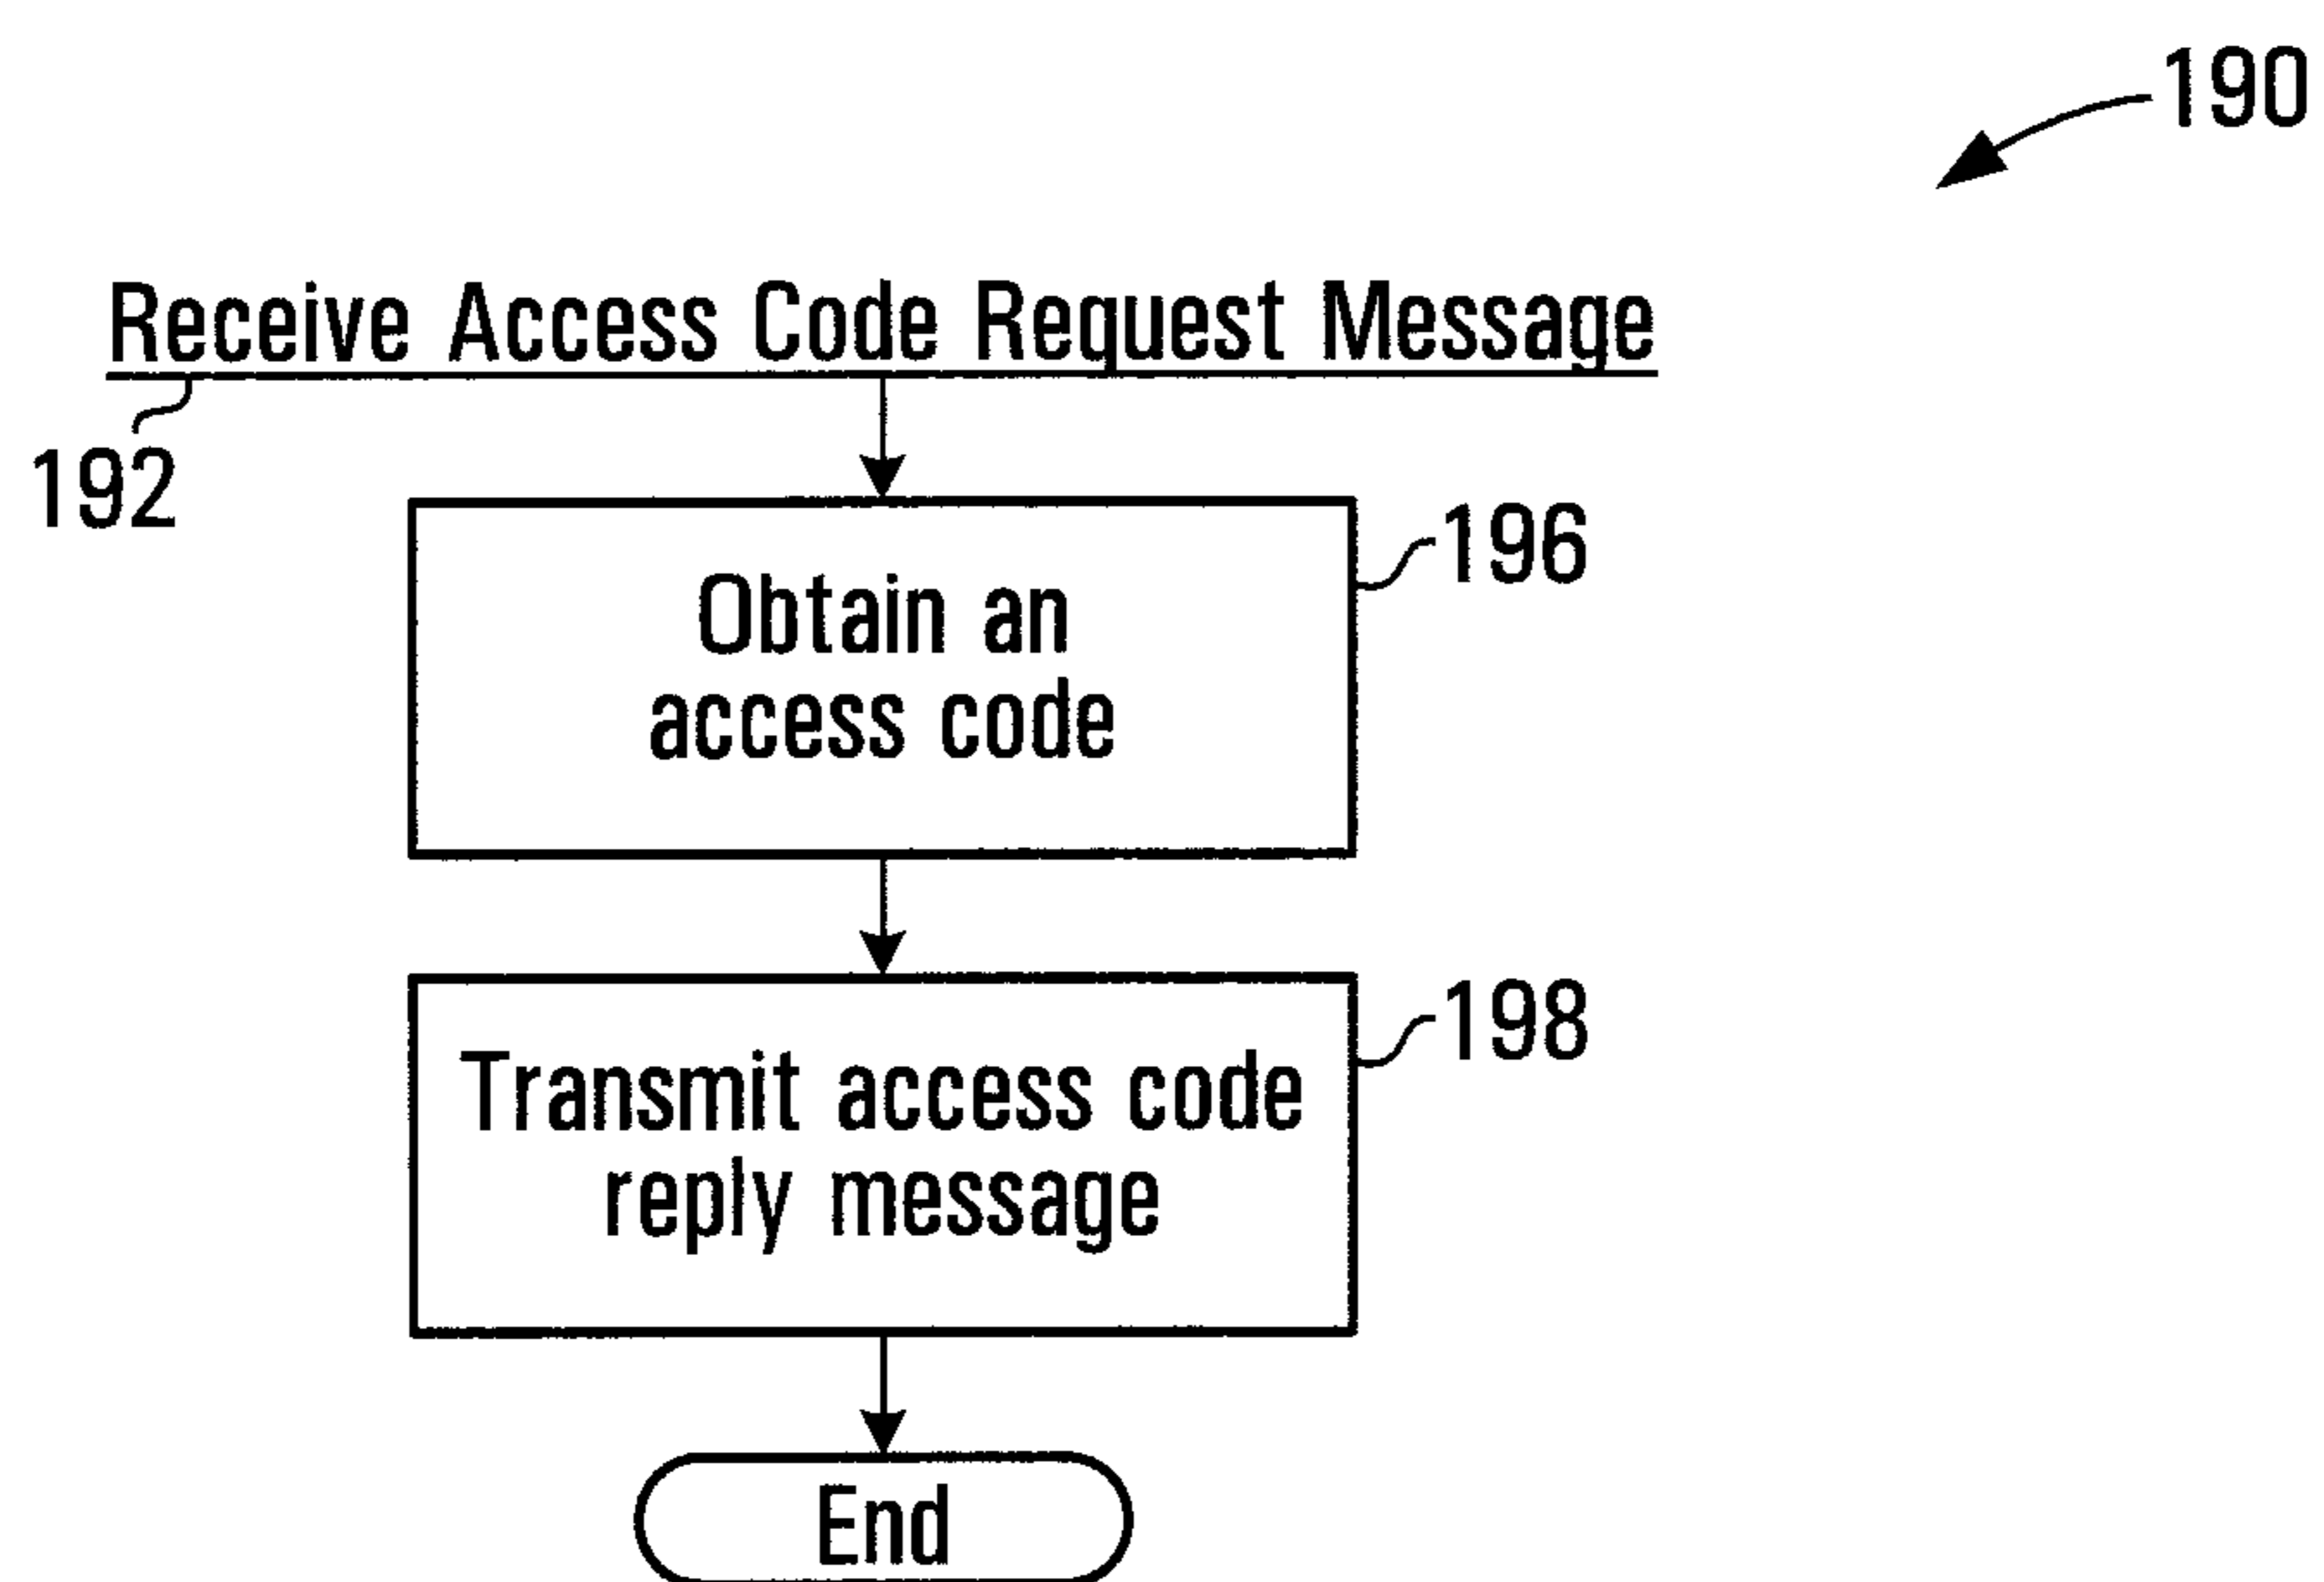 190
Receive Access Code Request Message
192
196
Obtain an
access code
198
Transmit access code
reply message
End